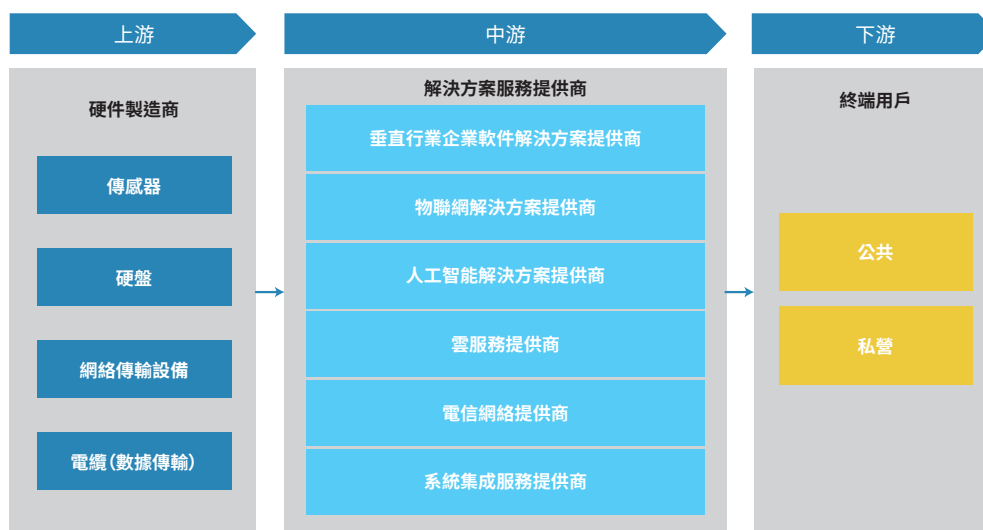 上游
硬件製造商
傳感器
硬盤
網絡傳輸設備
電纜(數據傳輸)
中游
解決方案服務提供商
垂直行業企業軟件解決方案提供商
物聯網解決方案提供商
人工智能解決方案提供商
雲服務提供商
電信網絡提供商
系統集成服務提供商
下游
終端用戶
公共
私營